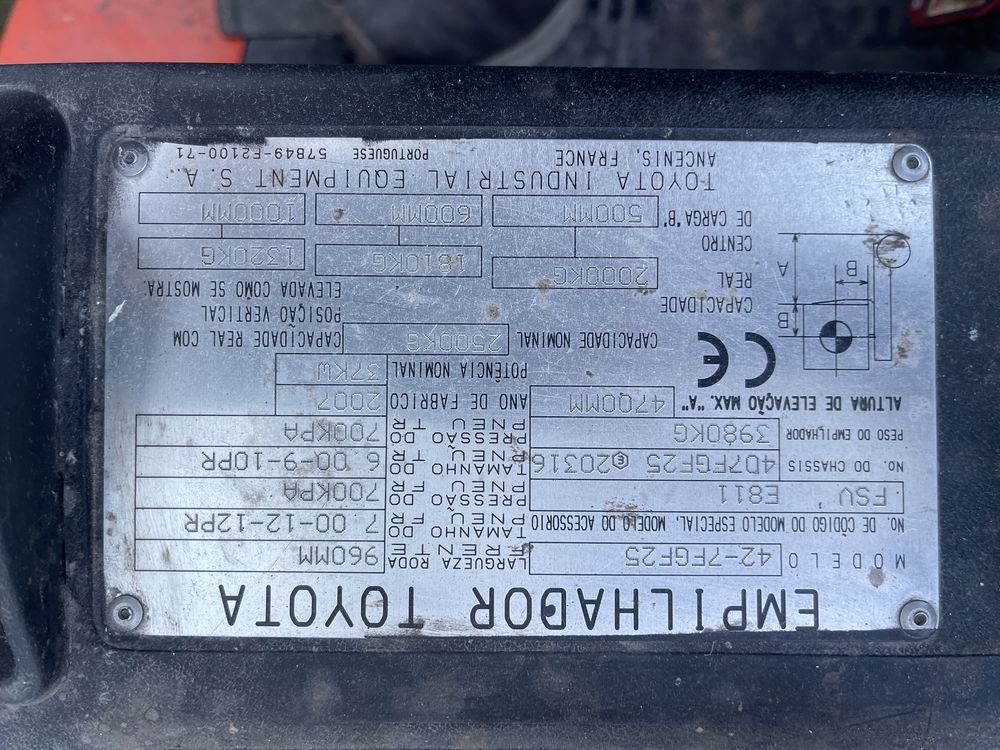 EMPILHADOR TOYOTA
MODELO 42-7FGF25
LARGUEZA RODA FRENTE 960MM
NO. DE CÓDIGO DO MODELO ESPECIAL. MODELO DO ACESSORIO
FSV E811
TAMANHO DO PNEU FR 7.00-12-12PR
PRESSÃO DO PNEU FR 700KPA
NO. DO CHASSIS 407FGF25 E 20316
TAMANHO DO PNEU TR 6.00-9-10PR
PESO DO EMPILHADOR 3980KG
PRESSÃO DO PNEU TR 700KPA
ALTURA DE ELEVAÇÃO MAX. "A" 4700MM
ANO DE FABRICO 2007
POTÊNCIA NOMINAL 37KW
CE
CAPACIDADE NOMINAL 2500KG
CAPACIDADE REAL COM
POSIÇÃO VERTICAL
ELEVADA COMO SE MOSTRA.
B
A
B
CAPACIDADE
REAL
2000KG 1810KG 1320KG
CENTRO
DE CARGA "B"
500MM 600MM 1000MM
TOYOTA INDUSTRIAL EQUIPMENT S.A.
ANCENIS, FRANCE
PORTUGUESE 57849-F2100-71